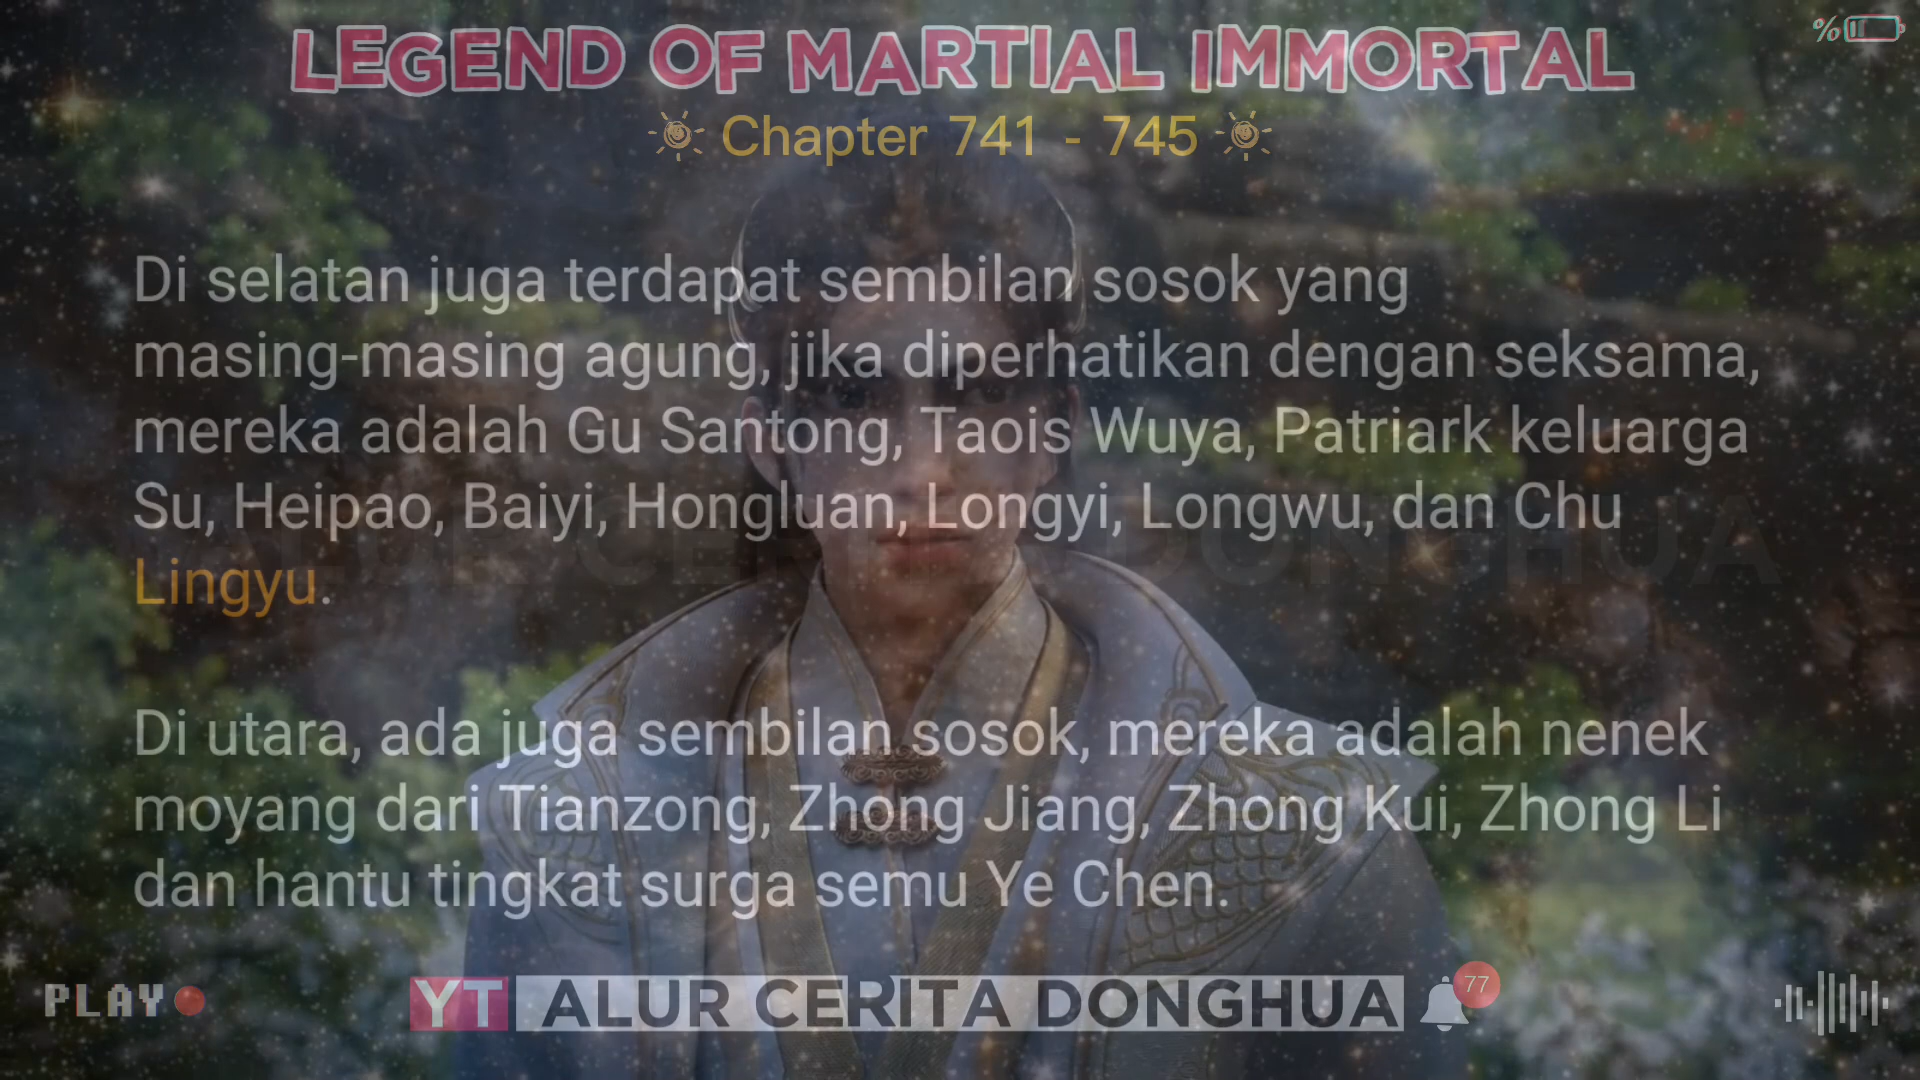 LEGEND OF MARTIAL IMMORTAL
%
Chapter 741 - 745
Di selatan juga terdapat sembilan sosok yang
masing-masing agung, jika diperhatikan dengan seksama,
mereka adalah Gu Santong, Taois Wuya, Patriark keluarga
Su, Heipao, Baiyi, Hongluan, Longyi, Longwu, dan Chu
ALUR CERITA DONGHUA
Lingyu.
Di utara, ada juga sembilan sosok, mereka adalah nenek
moyang dari Tianzong, Zhong Jiang, Zhong Kui, Zhong Li
dan hantu tingkat surga semu Ye Chen.
PLAY
YT ALUR CERITA DONGHUA
77